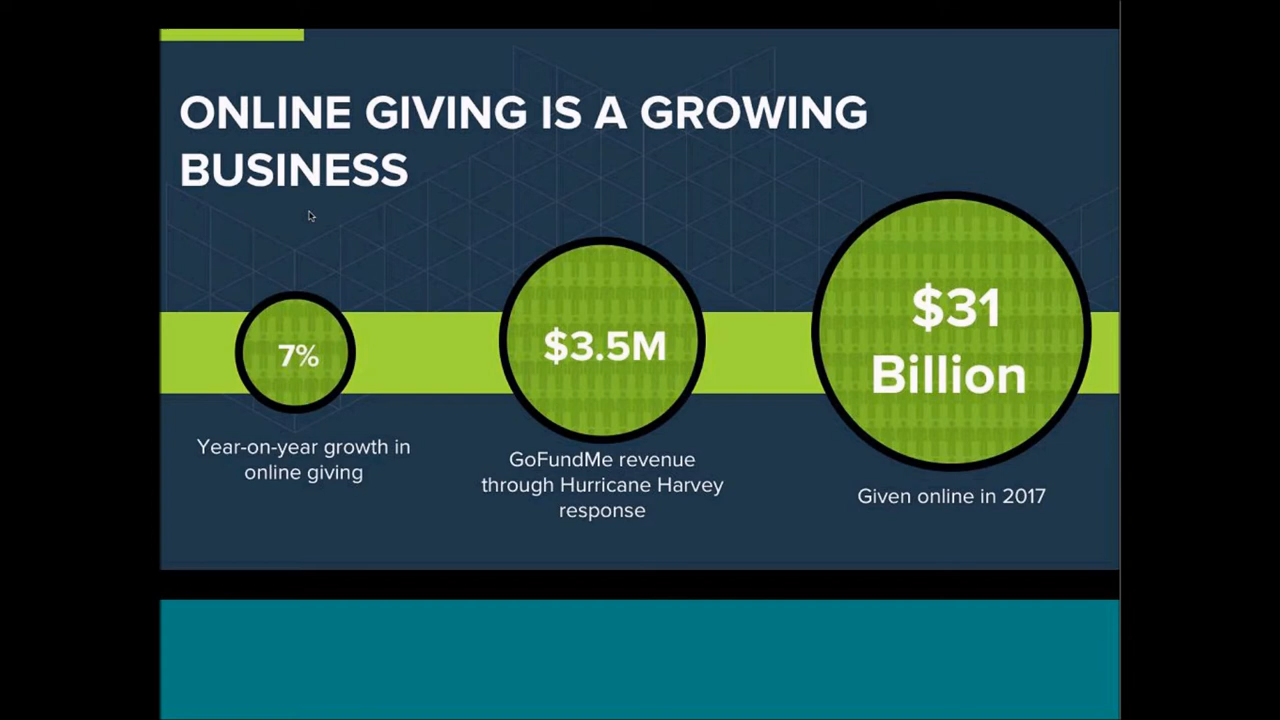 ONLINE GIVING IS A GROWING
BUSINESS
7%
Year-on-year growth in
online giving
$3.5M
GoFundMe revenue
through Hurricane Harvey
response
$31
Billion
Given online in 2017